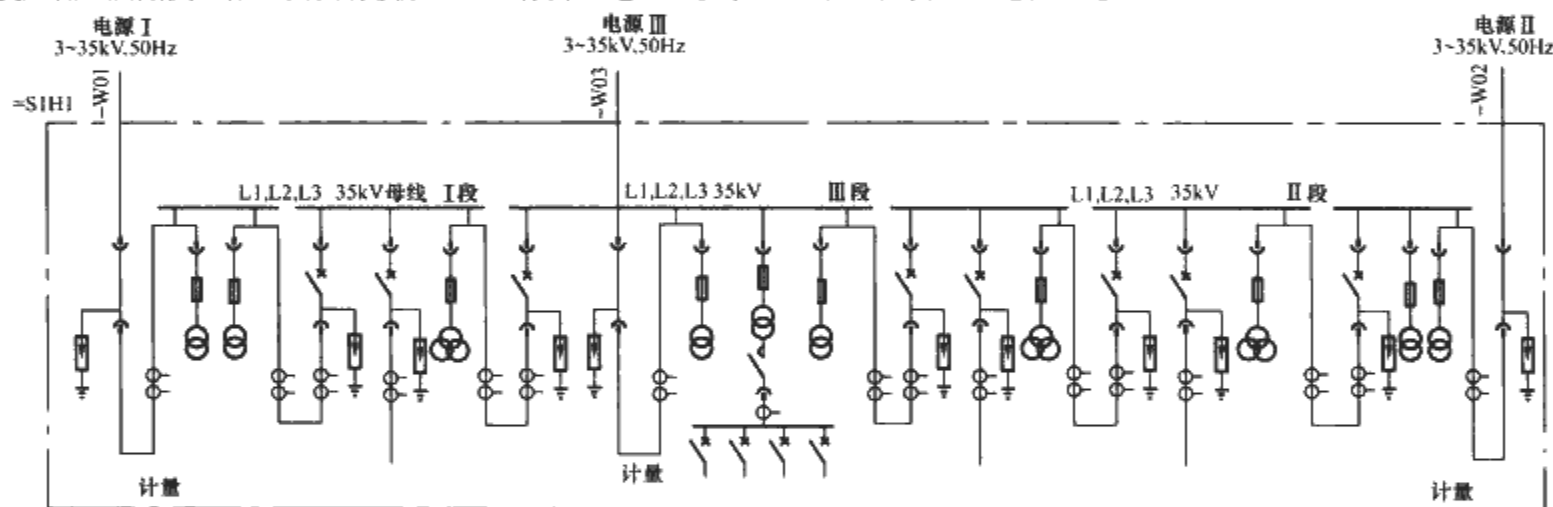 电源Ⅰ
3~35kV,50Hz
电源Ⅲ
3~35kV,50Hz
电源Ⅱ
3~35kV,50Hz
=S1H1
~W01
~W03
~W02
L1,L2,L3 35kV母线 Ⅰ段
L1,L2,L3 35kV Ⅲ段
L1,L2,L3 35kV Ⅱ段
计量
计量
计量